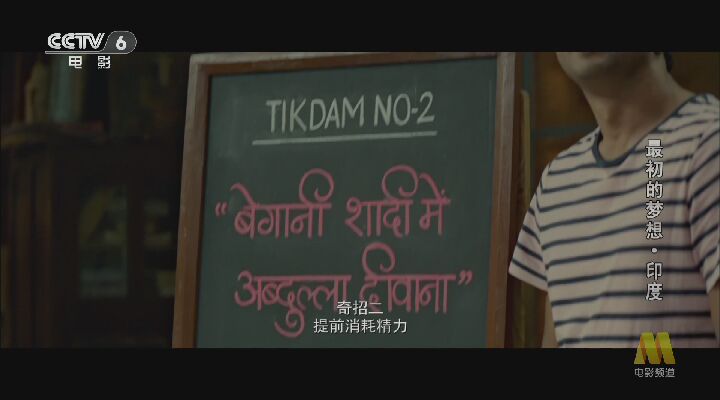 CCTV 6
电影
TIKDAM NO-2
“बेगानी शादी में
अब्दुल्ला दीवाना”
奇招二
提前消耗精力
最初的梦想·印度
电影频道